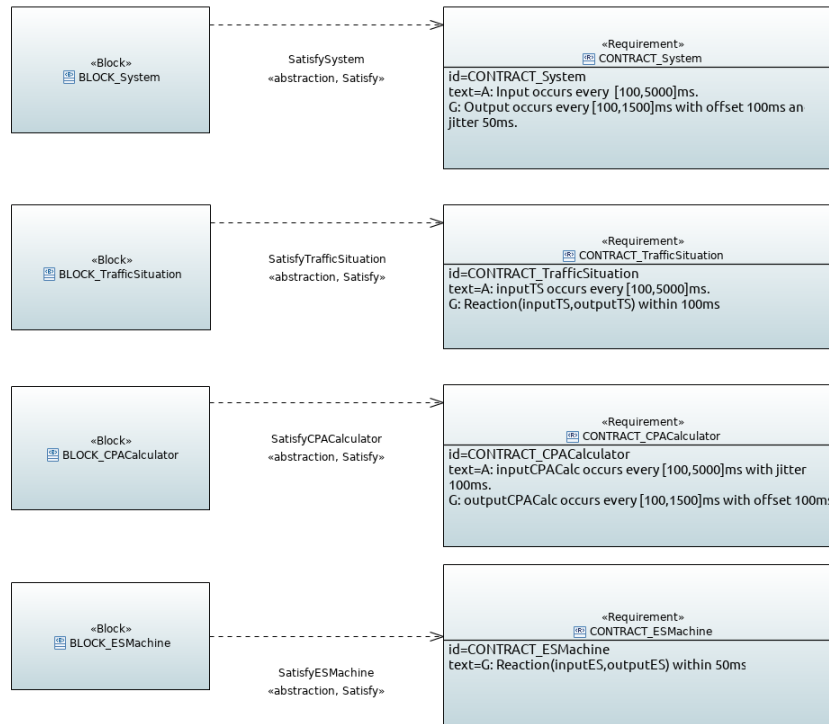 «Block»
BLOCK_System
SatisfySystem
«abstraction, Satisfy»
«Requirement»
CONTRACT_System
id=CONTRACT_System
text=A: Input occurs every [100,5000]ms.
G: Output occurs every [100,1500]ms with offset 100ms an
jitter 50ms.
«Block»
BLOCK_TrafficSituation
SatisfyTrafficSituation
«abstraction, Satisfy»
«Requirement»
CONTRACT_TrafficSituation
id=CONTRACT_TrafficSituation
text=A: inputTS occurs every [100,5000]ms.
G: Reaction(inputTS,outputTS) within 100ms
«Block»
BLOCK_CPACalculator
SatisfyCPACalculator
«abstraction, Satisfy»
«Requirement»
CONTRACT_CPACalculator
id=CONTRACT_CPACalculator
text=A: inputCPACalc occurs every [100,5000]ms with jitter
100ms.
G: outputCPACalc occurs every [100,1500]ms with offset 100ms
«Block»
BLOCK_ESMachine
SatisfyESMachine
«abstraction, Satisfy»
«Requirement»
CONTRACT_ESMachine
id=CONTRACT_ESMachine
text=G: Reaction(inputES,outputES) within 50ms